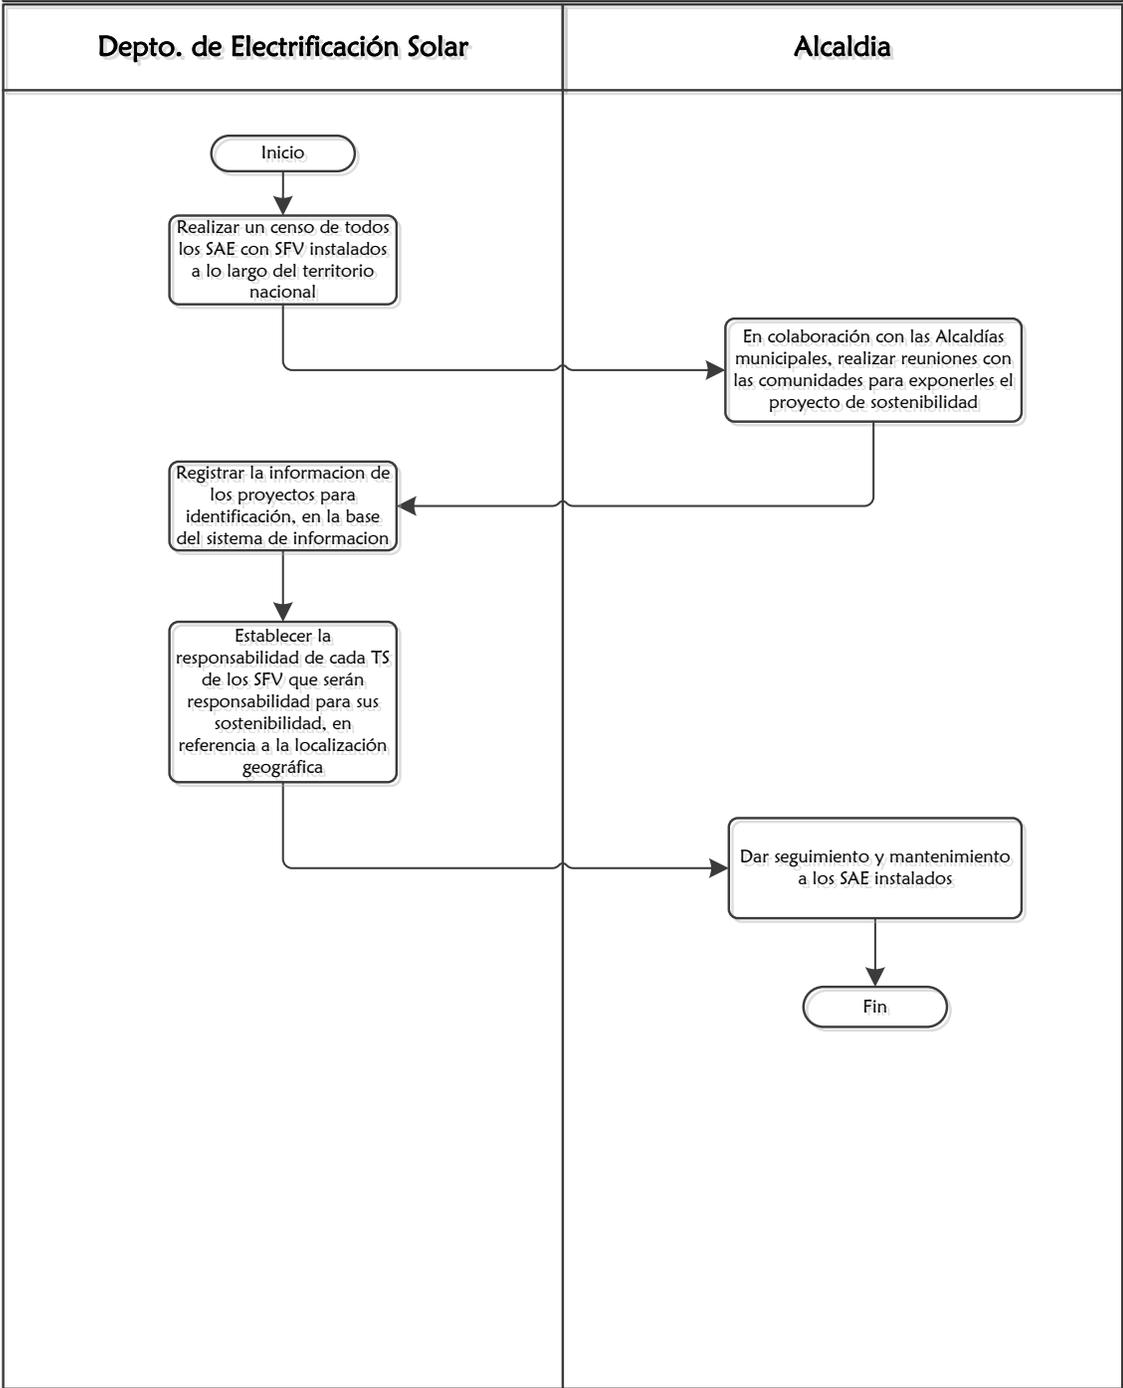 Depto. de Electrificación Solar
Alcaldia
Inicio
Realizar un censo de todos
los SAE con SFV instalados
a lo largo del territorio
nacional
En colaboración con las Alcaldías
municipales, realizar reuniones con
las comunidades para exponerles el
proyecto de sostenibilidad
Registrar la informacion de
los proyectos para
identificación, en la base
del sistema de informacion
Establecer la
responsabilidad de cada TS
de los SFV que serán
responsabilidad para sus
sostenibilidad, en
referencia a la localización
geográfica
Dar seguimiento y mantenimiento
a los SAE instalados
Fin